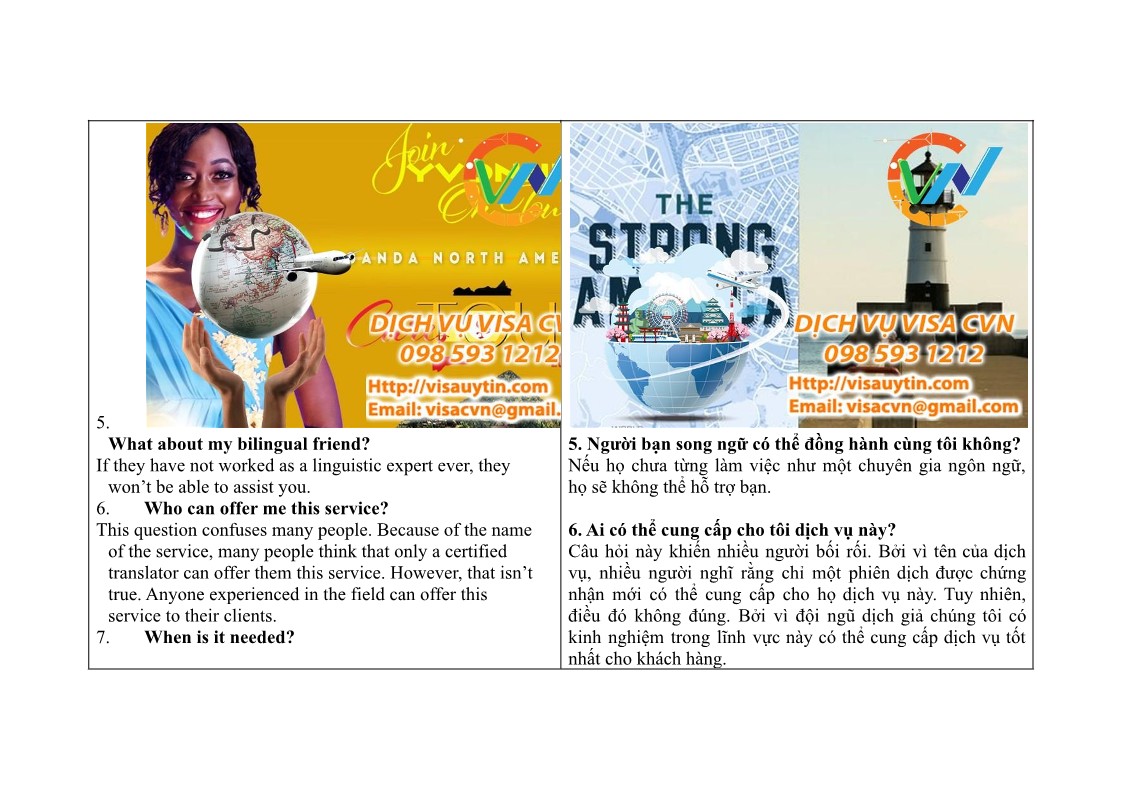 Join
YVONNE
ANDA NORTH AME
TOUR
DỊCH VỤ VISA CVN
098 593 1212
Http://visauytin.com
Email: visacvn@gmail.
THE
STRONG
CVN
DỊCH VỤ VISA CVN
098 593 1212
Http://visauytin.com
Email: visacvn@gmail.com
5.
What about my bilingual friend?
If they have not worked as a linguistic expert ever, they
won’t be able to assist you.
6. Who can offer me this service?
This question confuses many people. Because of the name
of the service, many people think that only a certified
translator can offer them this service. However, that isn’t
true. Anyone experienced in the field can offer this
service to their clients.
7. When is it needed?
5. Người bạn song ngữ có thể đồng hành cùng tôi không?
Nếu họ chưa từng làm việc như một chuyên gia ngôn ngữ,
họ sẽ không thể hỗ trợ bạn.
6. Ai có thể cung cấp cho tôi dịch vụ này?
Câu hỏi này khiến nhiều người bối rối. Bởi vì tên của dịch
vụ, nhiều người nghĩ rằng chỉ một phiên dịch được chứng
nhận mới có thể cung cấp cho họ dịch vụ này. Tuy nhiên,
điều đó không đúng. Bởi vì đội ngũ dịch giả chúng tôi có
kinh nghiệm trong lĩnh vực này có thể cung cấp dịch vụ tốt
nhất cho khách hàng.